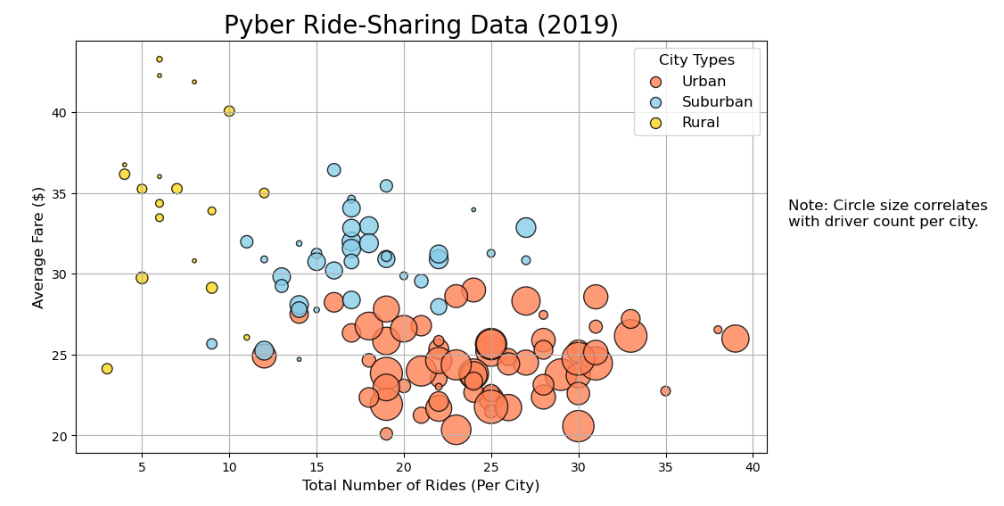 Pyber Ride-Sharing Data (2019)
City Types
Urban
Suburban
Rural
Note: Circle size correlates
with driver count per city.
Average Fare ($)
40
35
30
25
20
5 10 15 20 25 30 35 40
Total Number of Rides (Per City)